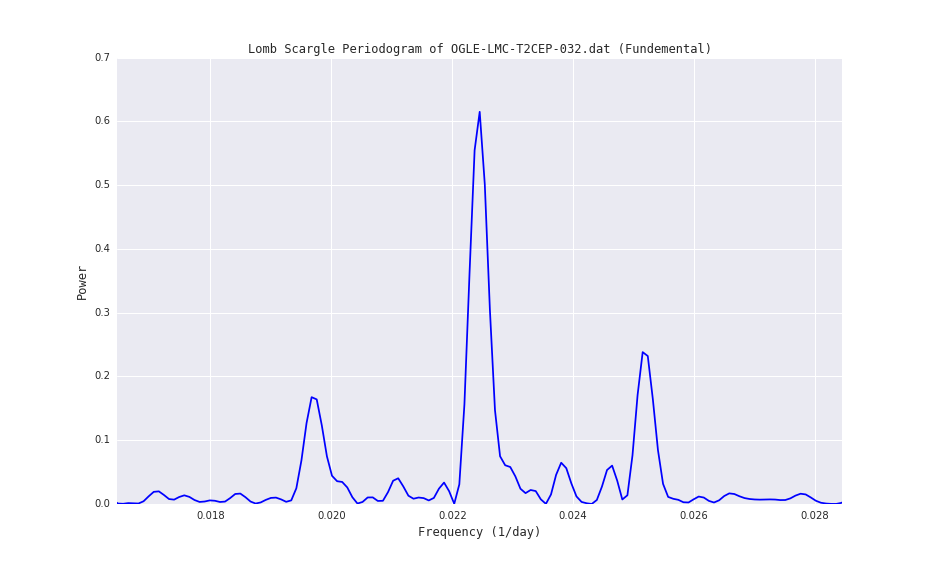 Lomb Scargle Periodogram of OGLE-LMC-T2CEP-032.dat (Fundemental)
0.7
0.6
0.5
0.4
0.3
0.2
0.1
0.0
Power
0.018 0.020 0.022 0.024 0.026 0.028
Frequency (1/day)